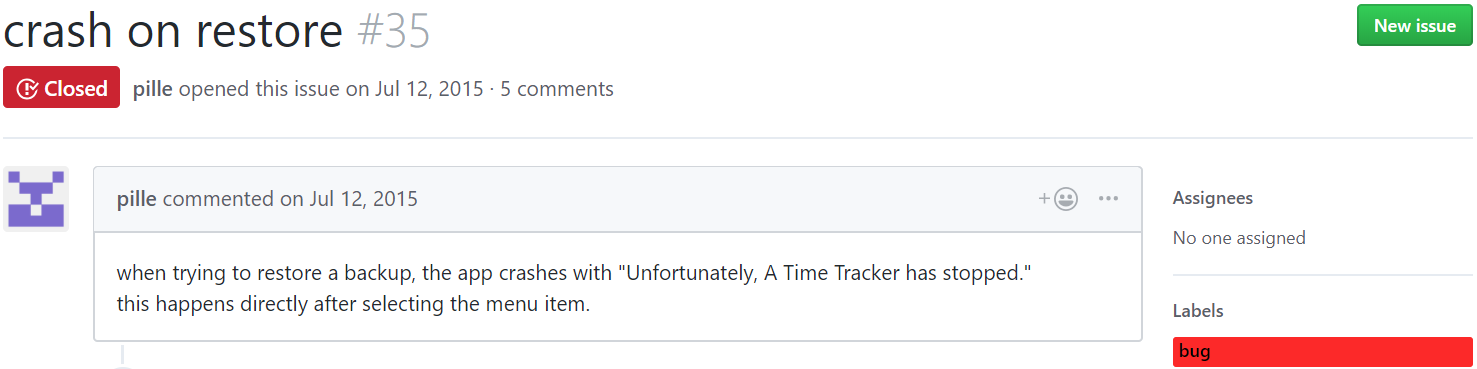 crash on restore #35
New issue
Closed pille opened this issue on Jul 12, 2015 · 5 comments
pille commented on Jul 12, 2015
when trying to restore a backup, the app crashes with "Unfortunately, A Time Tracker has stopped."
this happens directly after selecting the menu item.
Assignees
No one assigned
Labels
bug